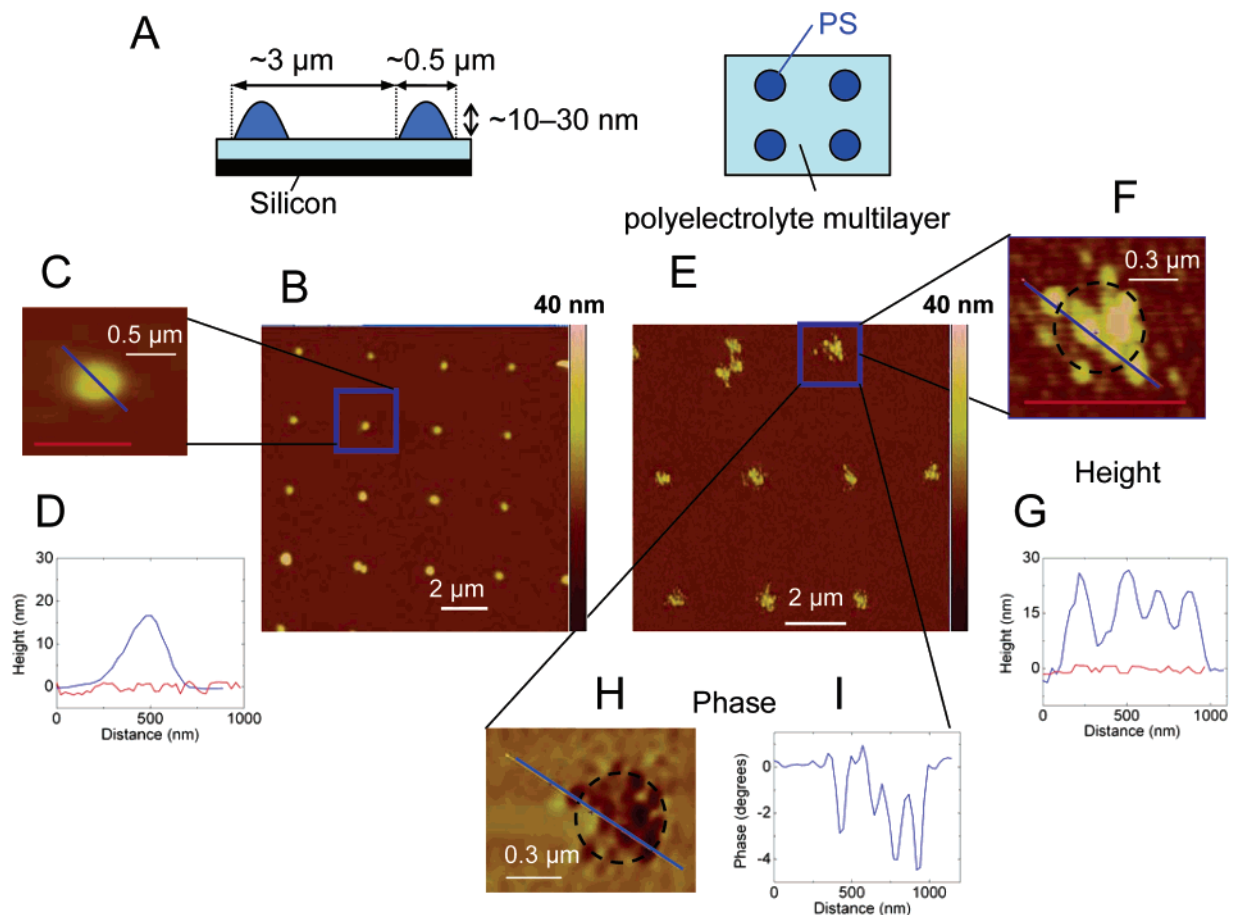 A
~3 µm
~0.5 µm
~10–30 nm
Silicon
PS
polyelectrolyte multilayer
C
0.5 µm
B
40 nm
2 µm
E
40 nm
2 µm
F
0.3 µm
Height
D
30
20
10
0
Height (nm)
0
500
1000
Distance (nm)
G
30
15
0
Height (nm)
0
500
1000
Distance (nm)
H
Phase
I
0.3 µm
0
-2
-4
Phase (degrees)
0
500
1000
Distance (nm)